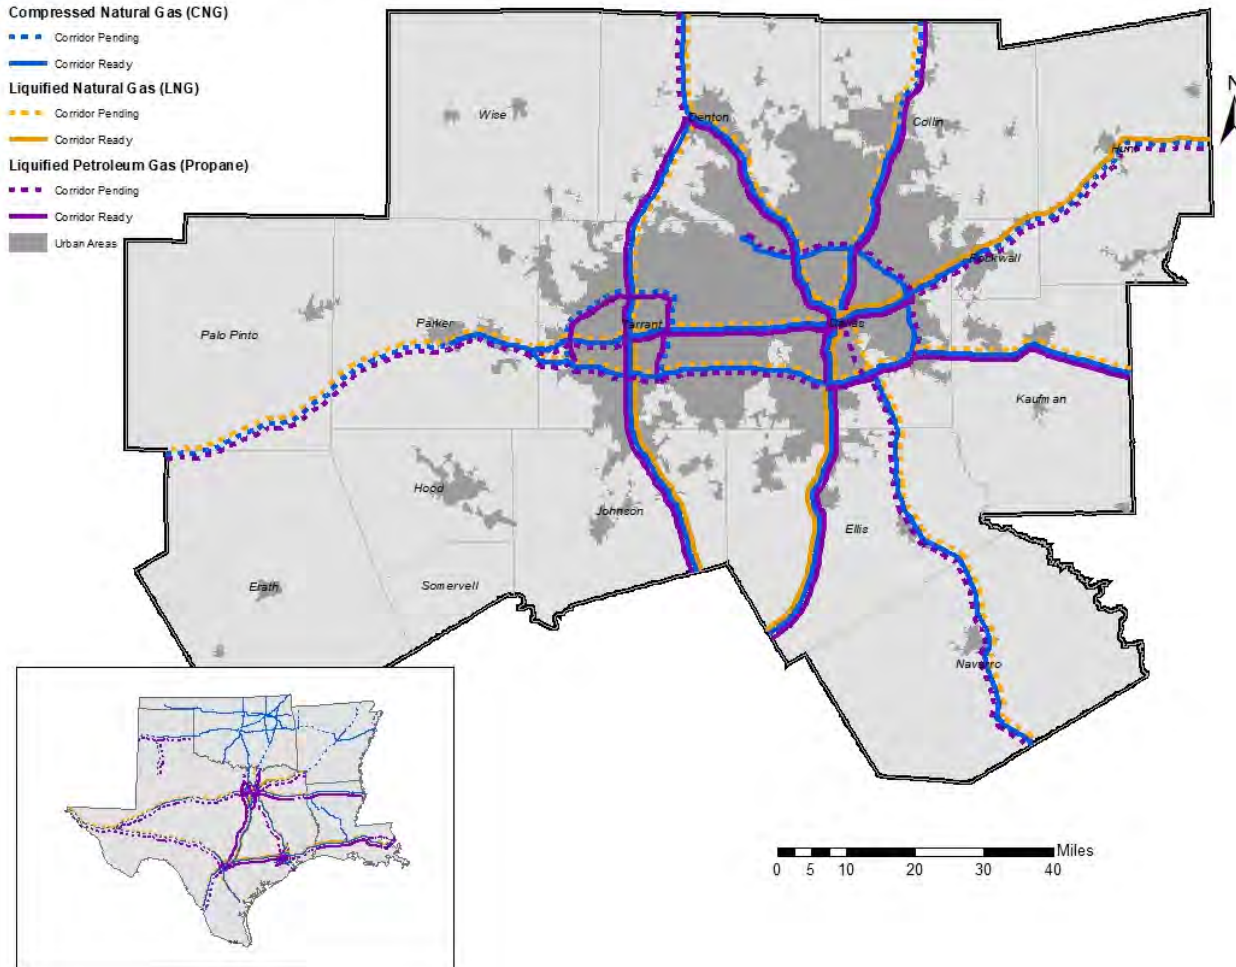 Compressed Natural Gas (CNG)
Corridor Pending
Corridor Ready
Liquified Natural Gas (LNG)
Corridor Pending
Corridor Ready
Liquified Petroleum Gas (Propane)
Corridor Pending
Corridor Ready
Urban Areas
N
Wise
Denton
Collin
Hunt
Palo Pinto
Parker
Tarrant
Dallas
Rockwall
Kaufman
Hood
Johnson
Ellis
Erath
Somervell
Navarro
Miles
0 5 10 20 30 40